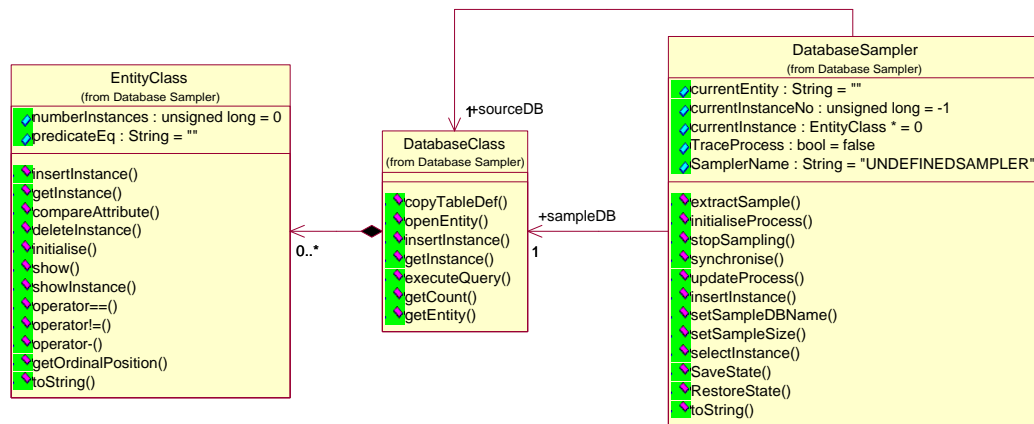 EntityClass
(from Database Sampler)
numberInstances : unsigned long = 0
predicateEq : String = ""
insertInstance()
getInstance()
compareAttribute()
deleteInstance()
initialise()
show()
showInstance()
operator==()
operator!=()
operator-()
getOrdinalPosition()
toString()
0..*
1
+sourceDB
DatabaseClass
(from Database Sampler)
copyTableDef()
openEntity()
insertInstance()
getInstance()
executeQuery()
getCount()
getEntity()
+sampleDB
1
DatabaseSampler
(from Database Sampler)
currentEntity : String = ""
currentInstanceNo : unsigned long = -1
currentInstance : EntityClass * = 0
TraceProcess : bool = false
SamplerName : String = "UNDEFINEDSAMPLER"
extractSample()
initialiseProcess()
stopSampling()
synchronise()
updateProcess()
insertInstance()
setSampleDBName()
setSampleSize()
selectInstance()
SaveState()
RestoreState()
toString()